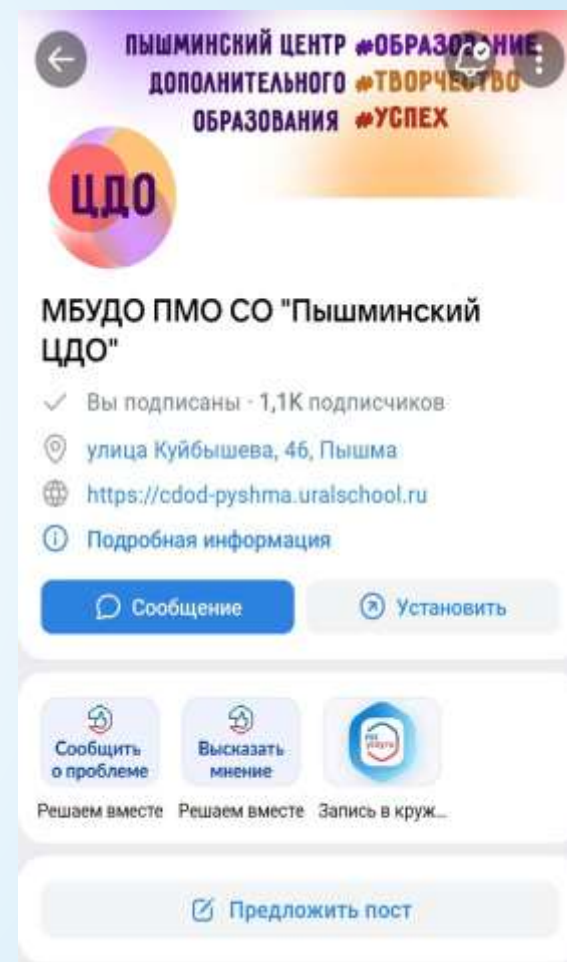 ПЫШМИНСКИЙ ЦЕНТР #ОБРАЗОВАНИЕ
ДОПОЛНИТЕЛЬНОГО #ТВОРЧЕСТВО
ОБРАЗОВАНИЯ #УСПЕХ
ЦДО
МБУДО ПМО СО "Пышминский
ЦДО"
Вы подписаны · 1,1K подписчиков
улица Куйбышева, 46, Пышма
https://cdod-pyshma.uralschool.ru
Подробная информация
Сообщение
Установить
Сообщить
о проблеме
Высказать
мнение
гос
услуги
Решаем вместе
Решаем вместе
Запись в круж...
Предложить пост